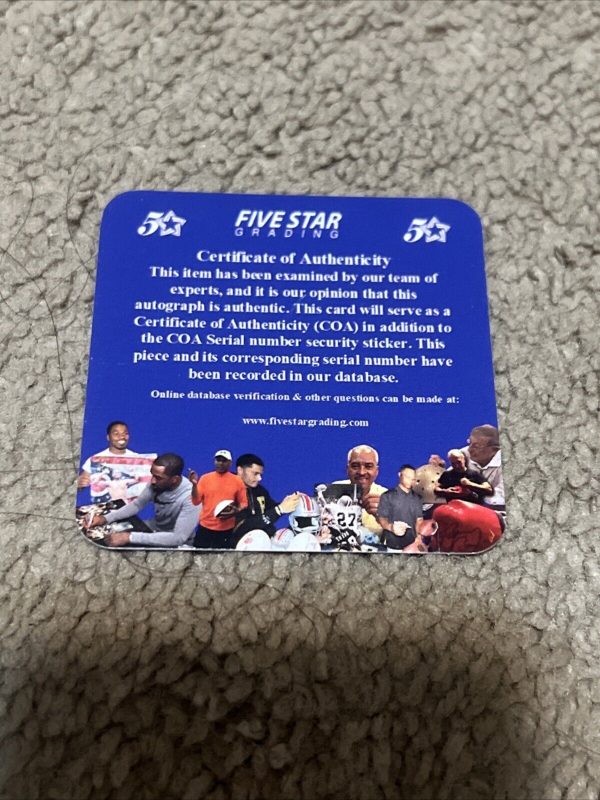 5
FIVE STAR
GRADING
5
Certificate of Authenticity
This item has been examined by our team of
experts, and it is our opinion that this
autograph is authentic. This card will serve as a
Certificate of Authenticity (COA) in addition to
the COA Serial number security sticker. This
piece and its corresponding serial number have
been recorded in our database.
Online database verification & other questions can be made at:
www.fivestargrading.com
27